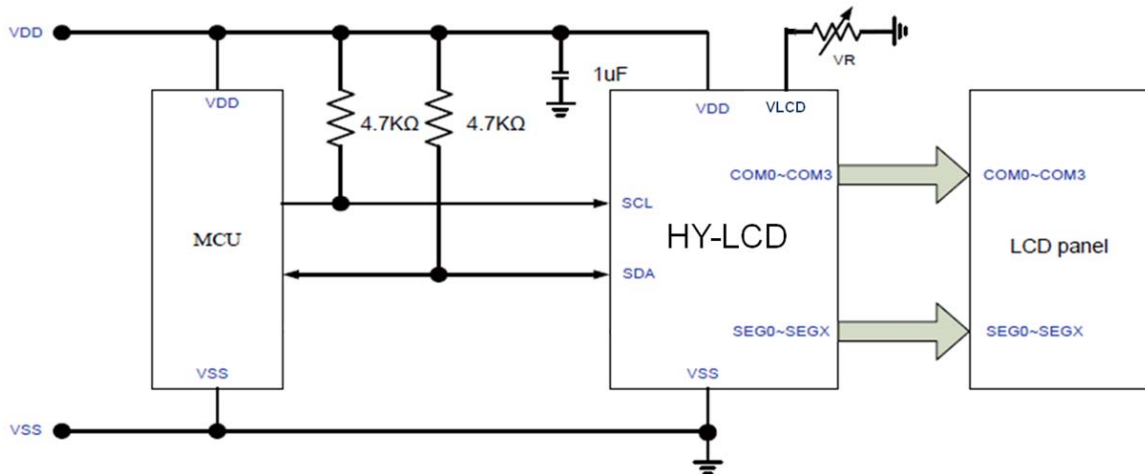 VDD
VR
1uF
VDD
VDD
VLCD
4.7KΩ
4.7KΩ
COM0~COM3
COM0~COM3
SCL
MCU
HY-LCD
LCD panel
SDA
SEG0~SEGX
SEG0~SEGX
VSS
VSS
VSS